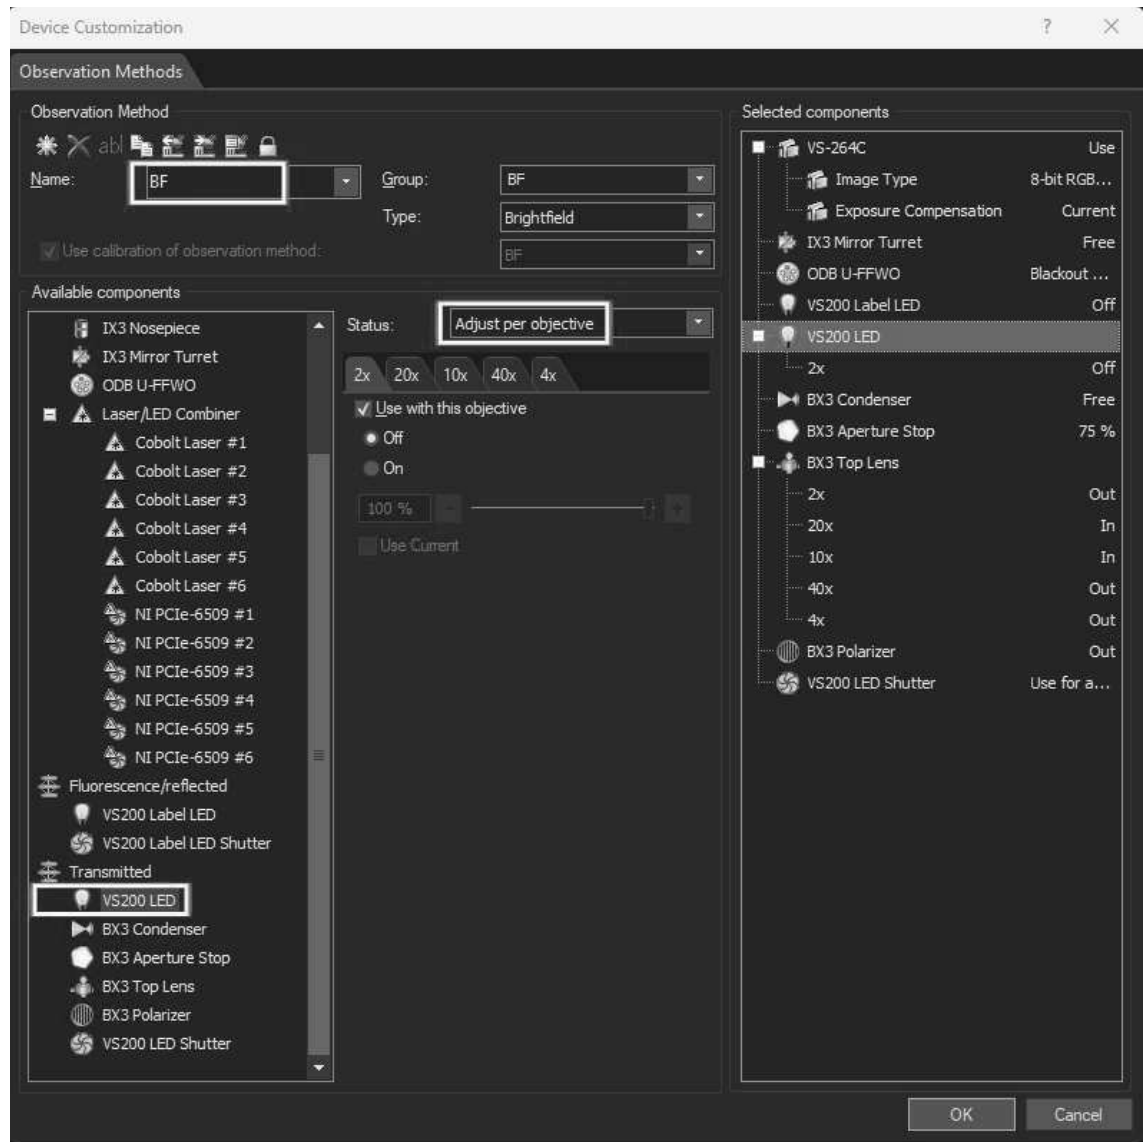 Device Customization
?
Observation Methods
Observation Method
abl
Name:
BF
Group:
BF
Type:
Brightfield
Use calibration of observation method:
BF
Available components
IX3 Nosepiece
IX3 Mirror Turret
ODB U-FFWO
Laser/LED Combiner
Cobolt Laser #1
Cobolt Laser #2
Cobolt Laser #3
Cobolt Laser #4
Cobolt Laser #5
Cobolt Laser #6
NI PCIe-6509 #1
NI PCIe-6509 #2
NI PCIe-6509 #3
NI PCIe-6509 #4
NI PCIe-6509 #5
NI PCIe-6509 #6
Fluorescence/reflected
VS200 Label LED
VS200 Label LED Shutter
Transmitted
VS200 LED
BX3 Condenser
BX3 Aperture Stop
BX3 Top Lens
BX3 Polarizer
VS200 LED Shutter
Status:
Adjust per objective
2x 20x 10x 40x 4x
Use with this objective
Off
On
100 %
Use Current
Selected components
VS-264C Use
Image Type 8-bit RGB...
Exposure Compensation Current
IX3 Mirror Turret Free
ODB U-FFWO Blackout ...
VS200 Label LED Off
VS200 LED
2x Off
BX3 Condenser Free
BX3 Aperture Stop 75 %
BX3 Top Lens
2x Out
20x In
10x In
40x Out
4x Out
BX3 Polarizer Out
VS200 LED Shutter Use for a...
OK
Cancel